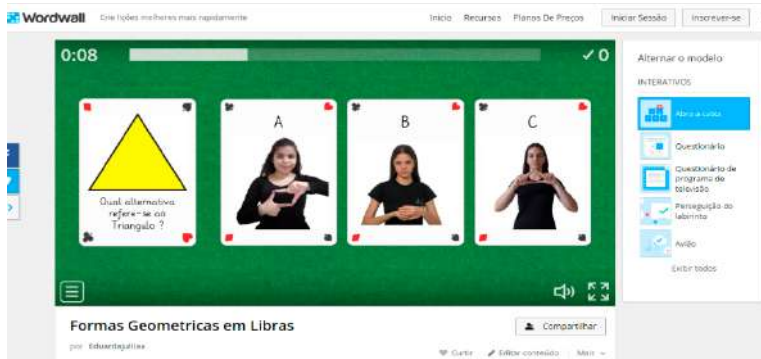 Wordwall Crie lições melhores mais rapidamente Início Recursos Planos De Preços Iniciar Sessão Inscrever-se
0:08 ✓ 0
A B C
Qual alternativa
refere-se ao
Triangulo ?
Alternar o modelo
INTERATIVOS
Abra a caixa
Questionário
Questionário de
programa de
televisão
Perseguição do
labirinto
Avião
Exibir todos
Formas Geometricas em Libras
Compartilhar
por Eduardajulias
Curtir Editar conteúdo Mais